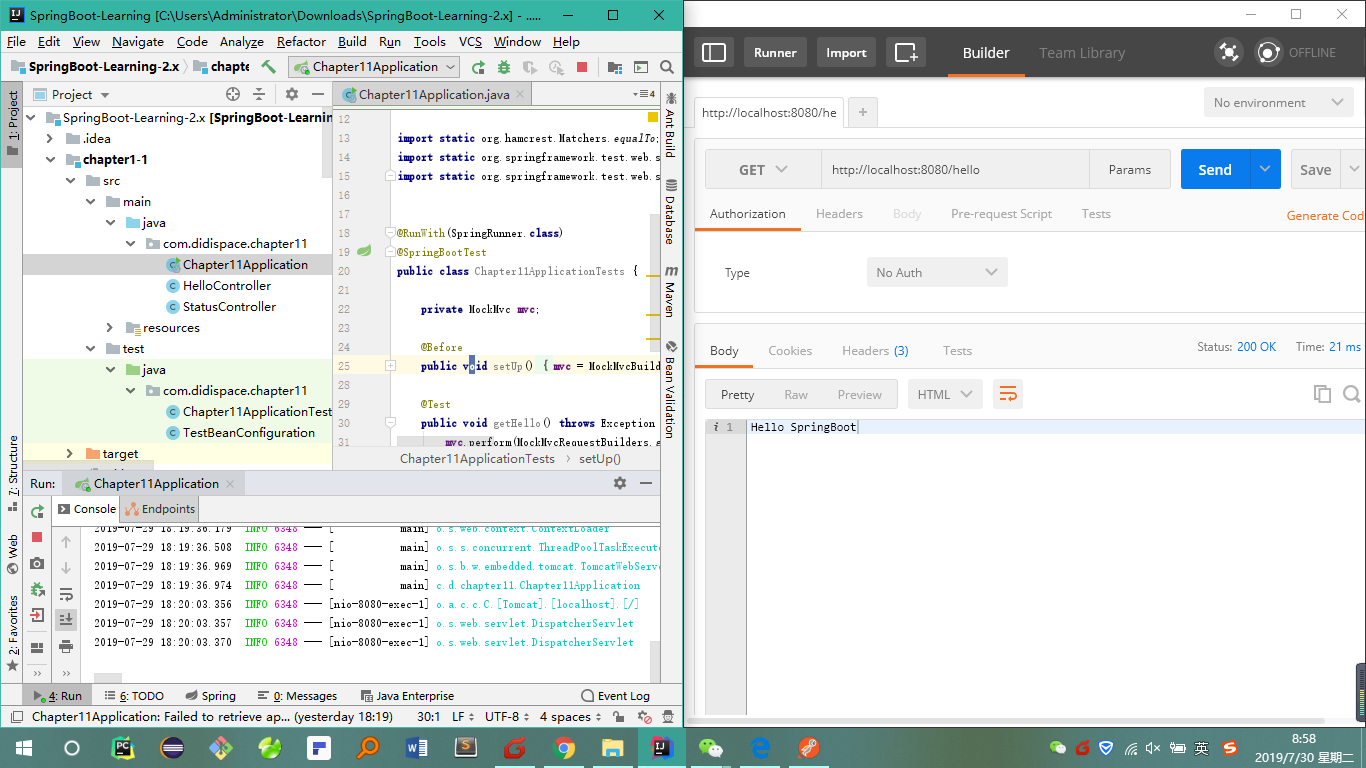 SpringBoot-Learning [C:\Users\Administrator\Downloads\SpringBoot-Learning-2.x] - .....
File Edit View Navigate Code Analyze Refactor Build Run Tools VCS Window Help
SpringBoot-Learning-2.x chapte Chapter11Application
Project Chapter11Application.java 4
1: Project
7: Structure
Web
2: Favorites
SpringBoot-Learning-2.x [SpringBoot-Learnin
.idea
chapter1-1
src
main
java
com.didispace.chapter11
Chapter11Application
HelloController
StatusController
resources
test
java
com.didispace.chapter11
Chapter11ApplicationTest
TestBeanConfiguration
target
12
13 import static org.hamcrest.Matchers.equalTo;
14 import static org.springframework.test.web.s
15 import static org.springframework.test.web.s
16
17
18 @RunWith(SpringRunner.class)
19 @SpringBootTest
20 public class Chapter11ApplicationTests {
21
22 private MockMvc mvc;
23
24 @Before
25 public void setUp() { mvc = MockMvcBuild
28
29 @Test
30 public void getHello() throws Exception
31 mvc.perform(MockMvcRequestBuilders.
Chapter11ApplicationTests > setUp()
Ant Build
Database
Maven
Bean Validation
Run: Chapter11Application
Console Endpoints
2019-07-29 18:19:36.179 INFO 6348 --- [ main] o.s.web.context.ContextLoader
2019-07-29 18:19:36.508 INFO 6348 --- [ main] o.s.s.concurrent.ThreadPoolTaskExecut
2019-07-29 18:19:36.969 INFO 6348 --- [ main] o.s.b.w.embedded.tomcat.TomcatWebServ
2019-07-29 18:19:36.974 INFO 6348 --- [ main] c.d.chapter11.Chapter11Application
2019-07-29 18:20:03.356 INFO 6348 --- [nio-8080-exec-1] o.a.c.c.C.[Tomcat].[localhost].[/]
2019-07-29 18:20:03.357 INFO 6348 --- [nio-8080-exec-1] o.s.web.servlet.DispatcherServlet
2019-07-29 18:20:03.370 INFO 6348 --- [nio-8080-exec-1] o.s.web.servlet.DispatcherServlet
4: Run 6: TODO Spring 0: Messages Java Enterprise Event Log
Chapter11Application: Failed to retrieve ap... (yesterday 18:19) 30:1 LF UTF-8 4 spaces
Runner Import Builder Team Library OFFLINE
http://localhost:8080/he + No environment
GET http://localhost:8080/hello Params Send Save
Authorization Headers Body Pre-request Script Tests Generate Cod
Type No Auth
Body Cookies Headers (3) Tests Status: 200 OK Time: 21 ms
Pretty Raw Preview HTML
i 1 Hello SpringBoot
英
8:58
2019/7/30 星期二